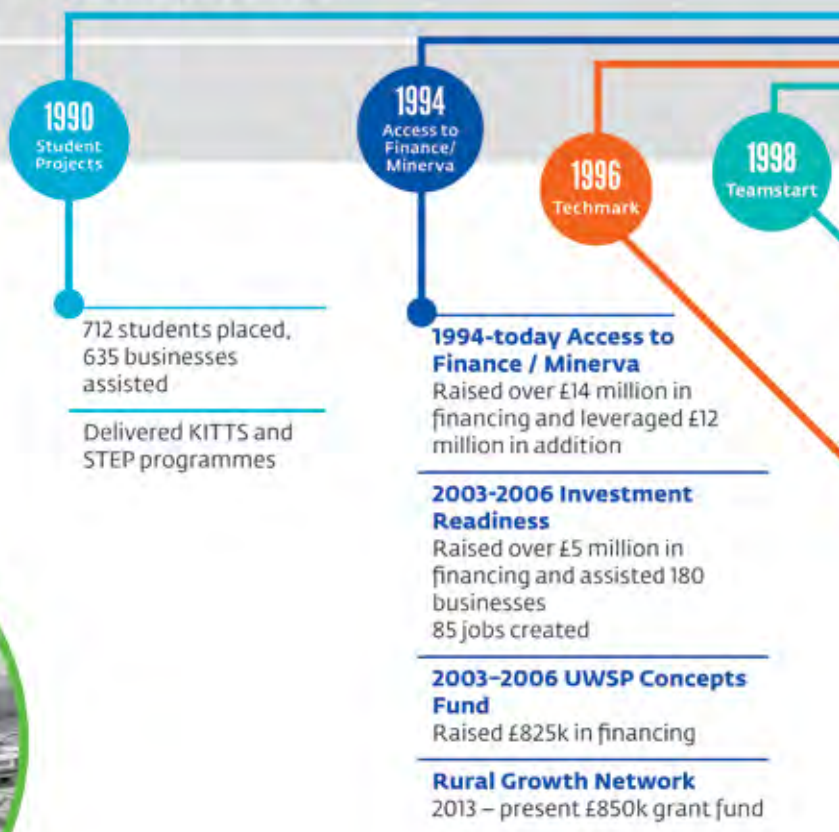 1990
Student
Projects
1994
Access to
Finance/
Minerva
1996
Techmark
1998
Teamstart
712 students placed,
635 businesses
assisted
Delivered KITTS and
STEP programmes
1994-today Access to
Finance / Minerva
Raised over £14 million in
financing and leveraged £12
million in addition
2003-2006 Investment
Readiness
Raised over £5 million in
financing and assisted 180
businesses
85 jobs created
2003–2006 UWSP Concepts
Fund
Raised £825k in financing
Rural Growth Network
2013 – present £850k grant fund